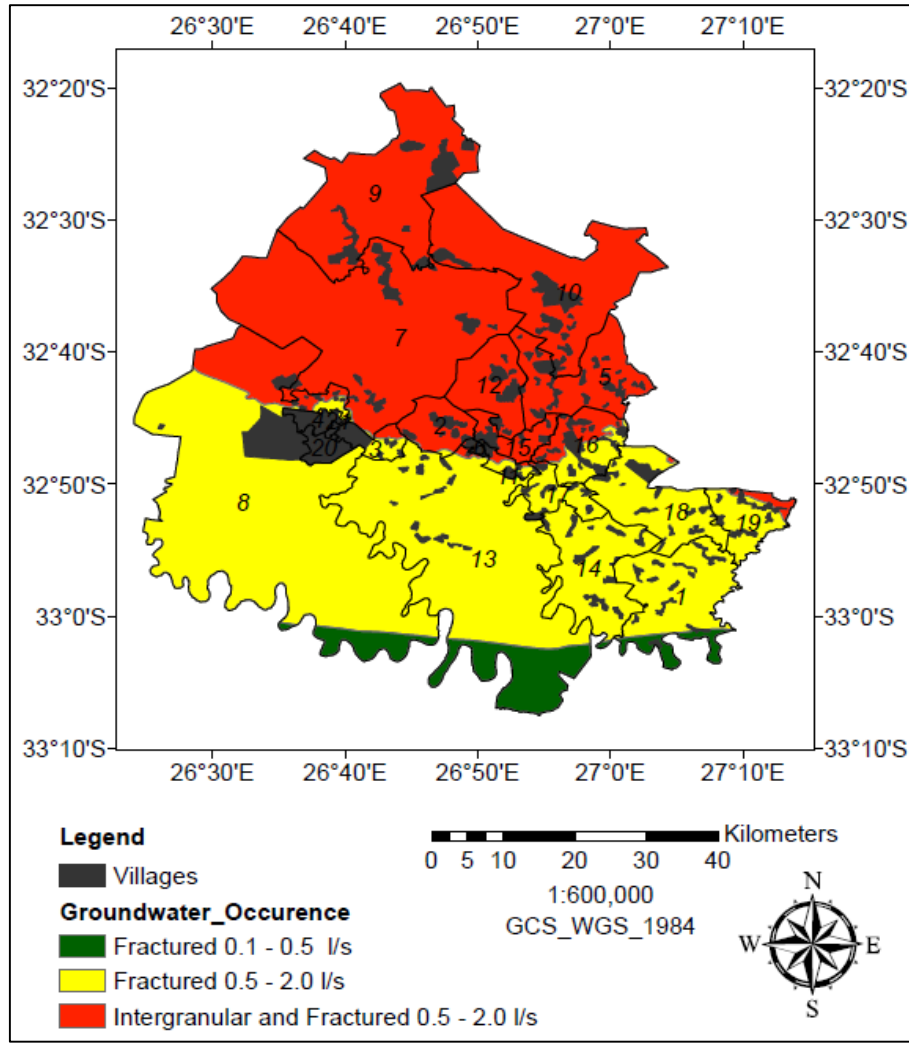 26°30'E 26°40'E 26°50'E 27°0'E 27°10'E
32°20'S 32°20'S
9
32°30'S 32°30'S
10
7
32°40'S 32°40'S
5
12
2
15 16
3
20
32°50'S 32°50'S
8
18
19
13
14
1
33°0'S 33°0'S
33°10'S 33°10'S
26°30'E 26°40'E 26°50'E 27°0'E 27°10'E
Legend
Villages
Groundwater_Occurence
Fractured 0.1 - 0.5 l/s
Fractured 0.5 - 2.0 l/s
Intergranular and Fractured 0.5 - 2.0 l/s
Kilometers
0 5 10 20 30 40
1:600,000
GCS_WGS_1984
N
W E
S